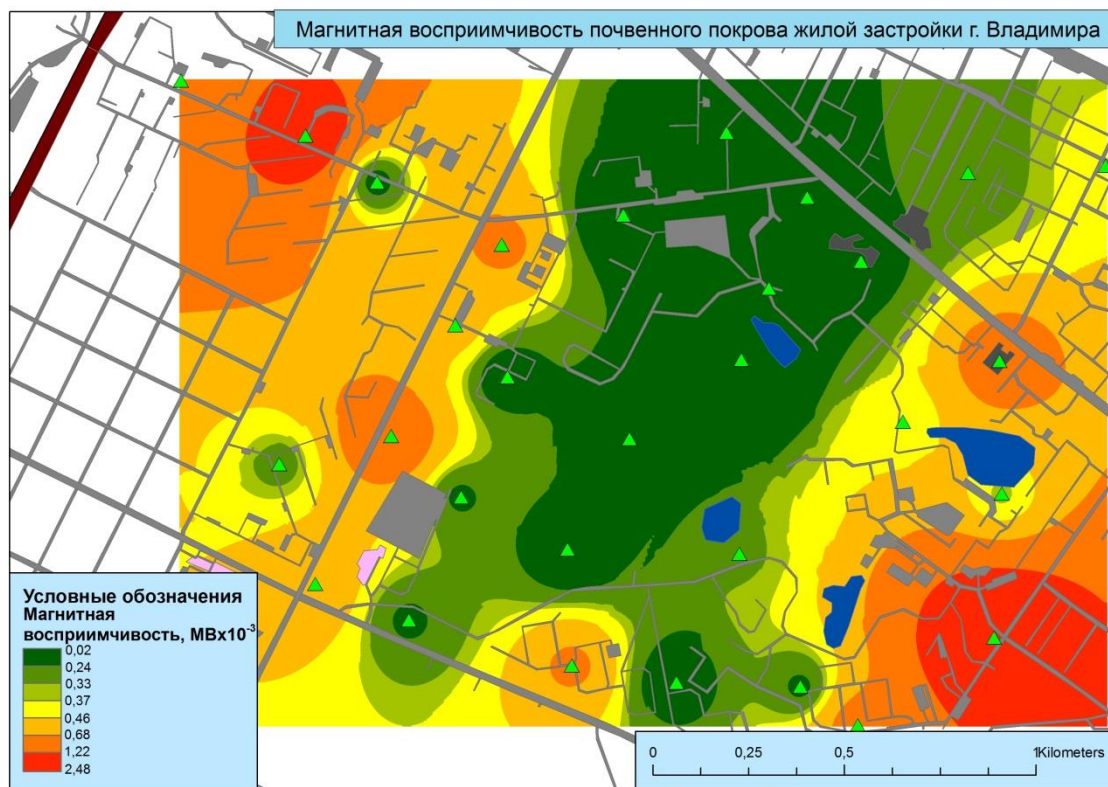 Магнитная восприимчивость почвенного покрова жилой застройки г. Владимира
Условные обозначения
Магнитная
восприимчивость, МВх10⁻³
0,02
0,24
0,33
0,37
0,46
0,68
1,22
2,48
0 0,25 0,5 1Kilometers